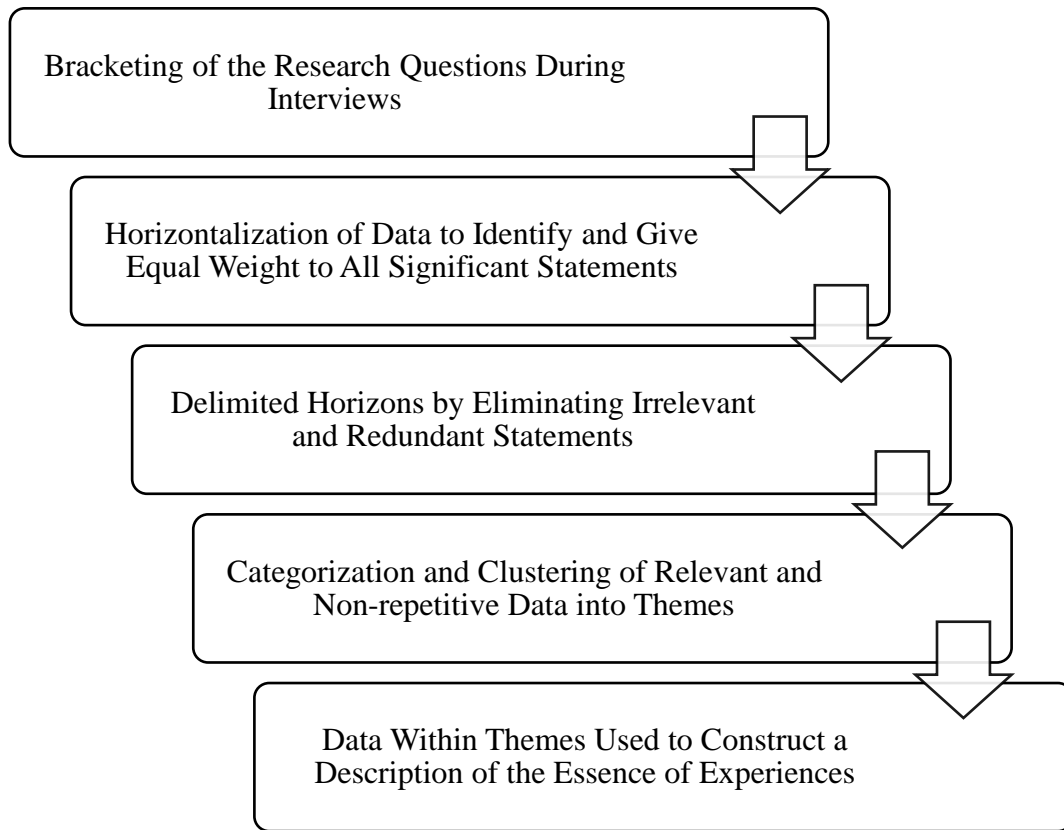 Bracketing of the Research Questions During
Interviews
Horizontalization of Data to Identify and Give
Equal Weight to All Significant Statements
Delimited Horizons by Eliminating Irrelevant
and Redundant Statements
Categorization and Clustering of Relevant and
Non-repetitive Data into Themes
Data Within Themes Used to Construct a
Description of the Essence of Experiences